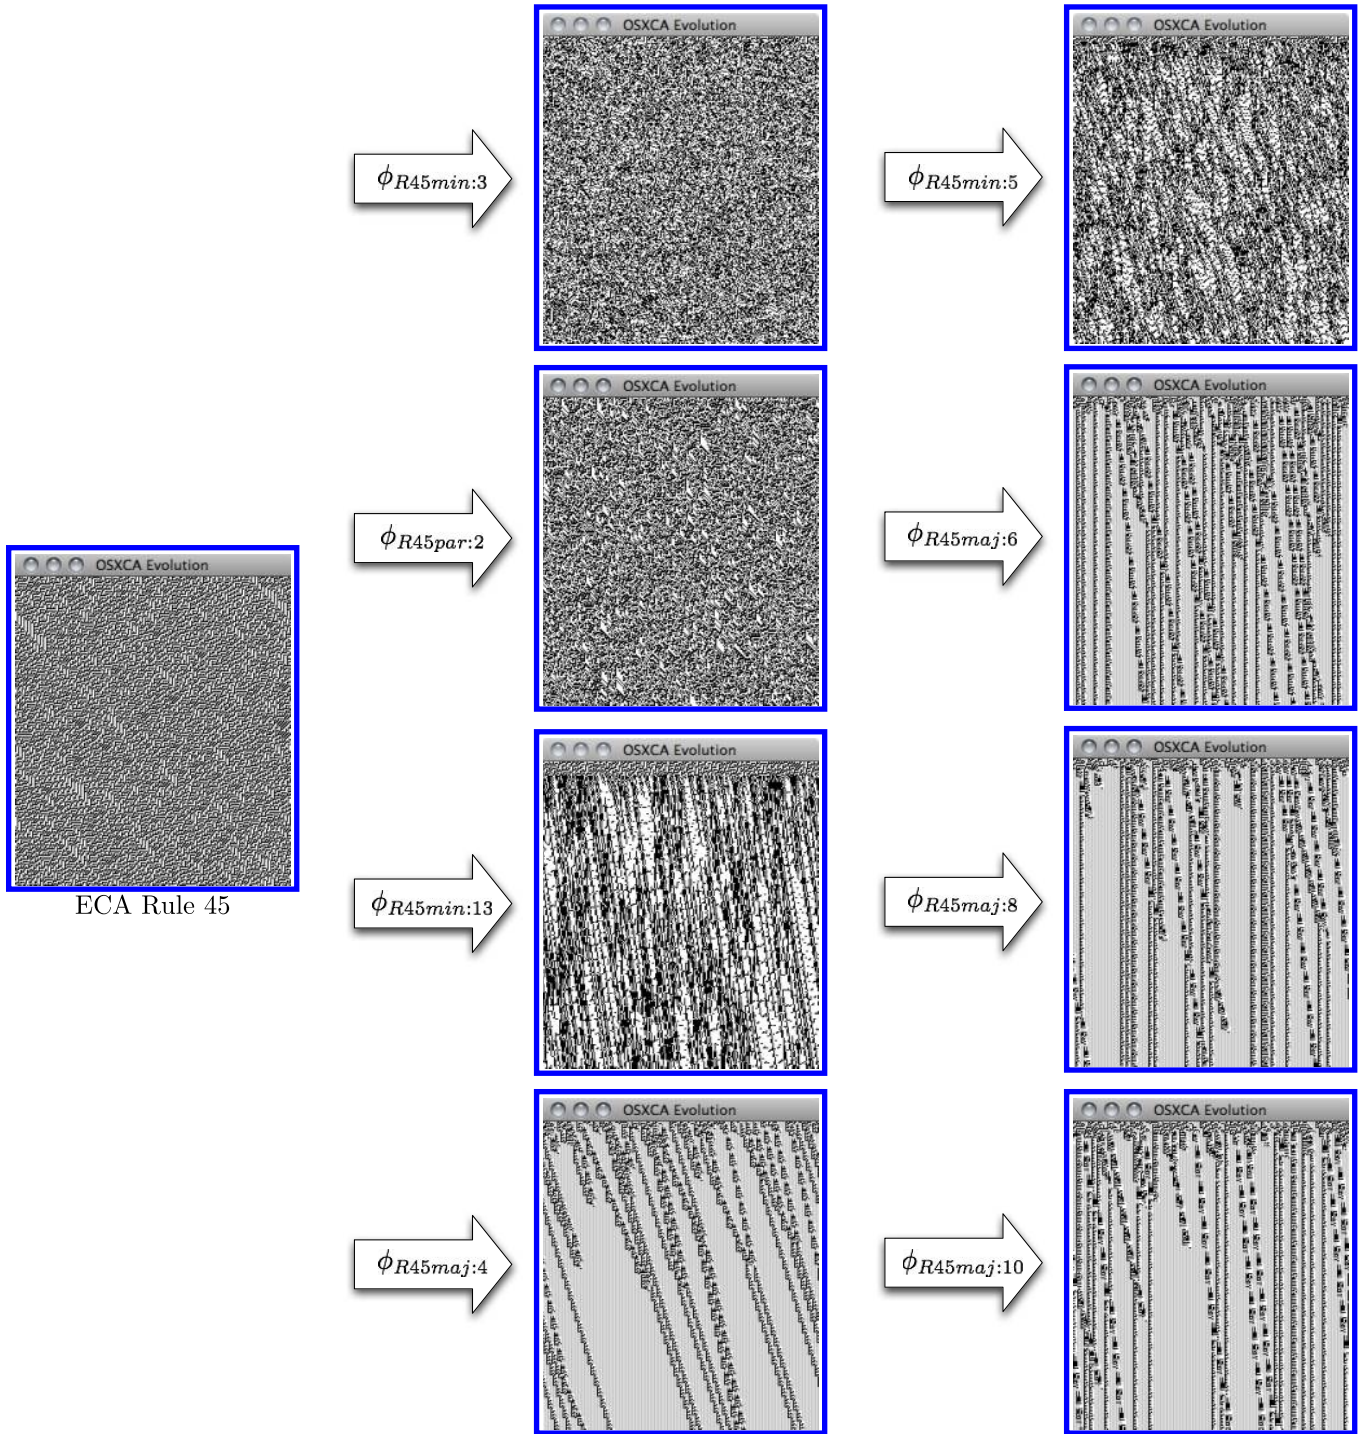 OSXCA Evolution
OSXCA Evolution
ϕR45min:3
ϕR45min:5
OSXCA Evolution
OSXCA Evolution
ϕR45par:2
ϕR45maj:6
OSXCA Evolution
ECA Rule 45
OSXCA Evolution
OSXCA Evolution
ϕR45min:13
ϕR45maj:8
OSXCA Evolution
OSXCA Evolution
ϕR45maj:4
ϕR45maj:10